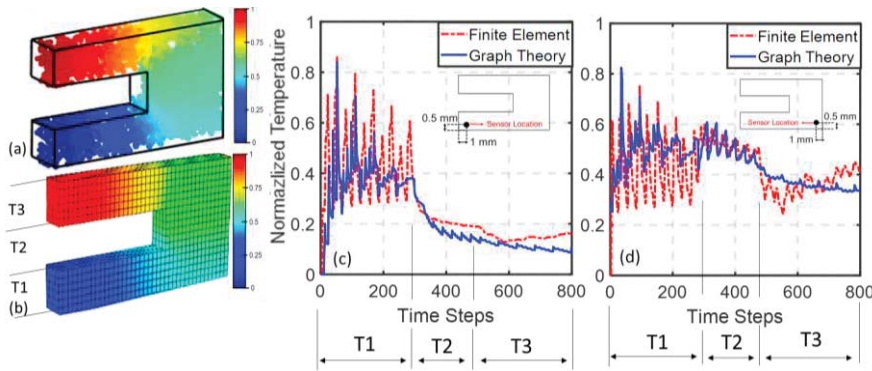 (a)
1
0.75
0.5
0.25
0
T3
T2
T1
(b)
1
0.75
0.5
0.25
0
Normazlized Temperature
1
0.8
0.6
0.4
0.2
0
Finite Element
Graph Theory
0.5 mm
Sensor Location
1 mm
(c)
0 200 400 600 800
Time Steps
T1 T2 T3
1
0.8
0.6
0.4
0.2
0
Finite Element
Graph Theory
Sensor Location
0.5 mm
1 mm
(d)
0 200 400 600 800
Time Steps
T1 T2 T3